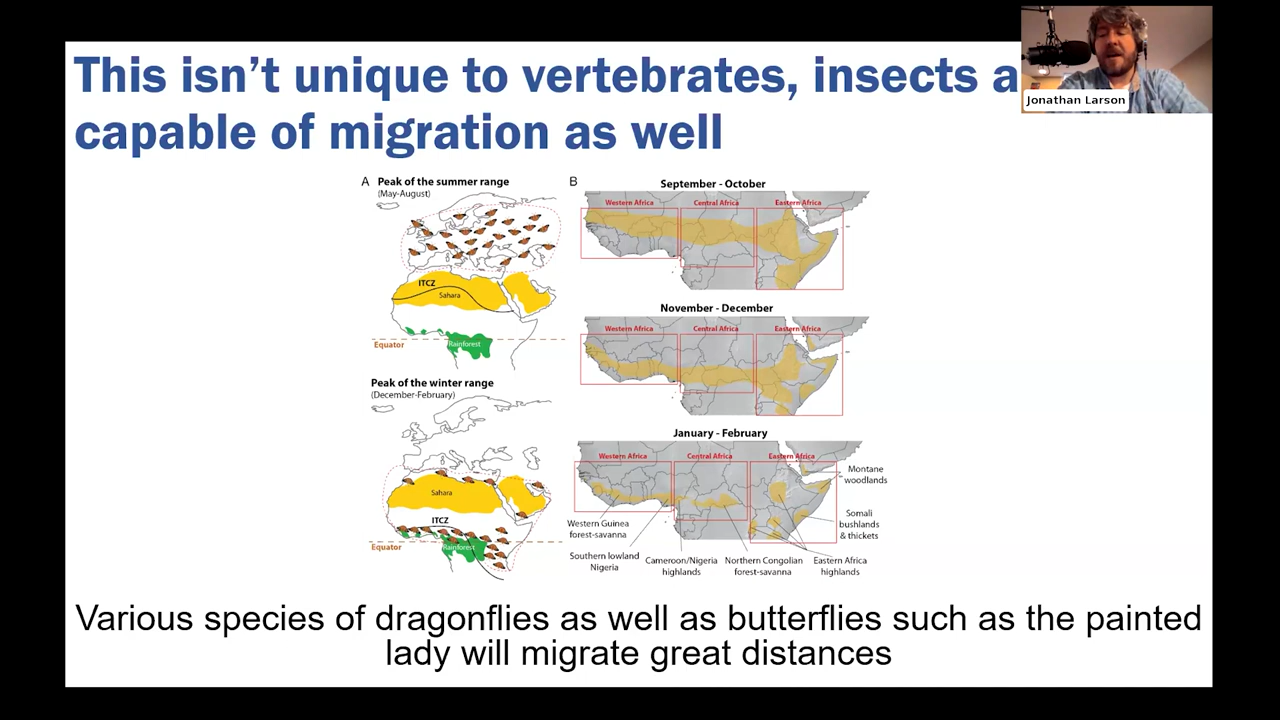 This isn’t unique to vertebrates, insects a
capable of migration as well
Jonathan Larson
A
Peak of the summer range
(May-August)
ITCZ
Sahara
Rainforest
Equator
Peak of the winter range
(December-February)
Sahara
ITCZ
Equator
Rainforest
B
September - October
Western Africa
Central Africa
Eastern Africa
November - December
Western Africa
Central Africa
Eastern Africa
January - February
Western Africa
Central Africa
Eastern Africa
Montane
woodlands
Somali
bushlands
& thickets
Western Guinea
forest-savanna
Southern lowland
Nigeria
Cameroon/Nigeria
highlands
Northern Congolian
forest-savanna
Eastern Africa
highlands
Various species of dragonflies as well as butterflies such as the painted
lady will migrate great distances